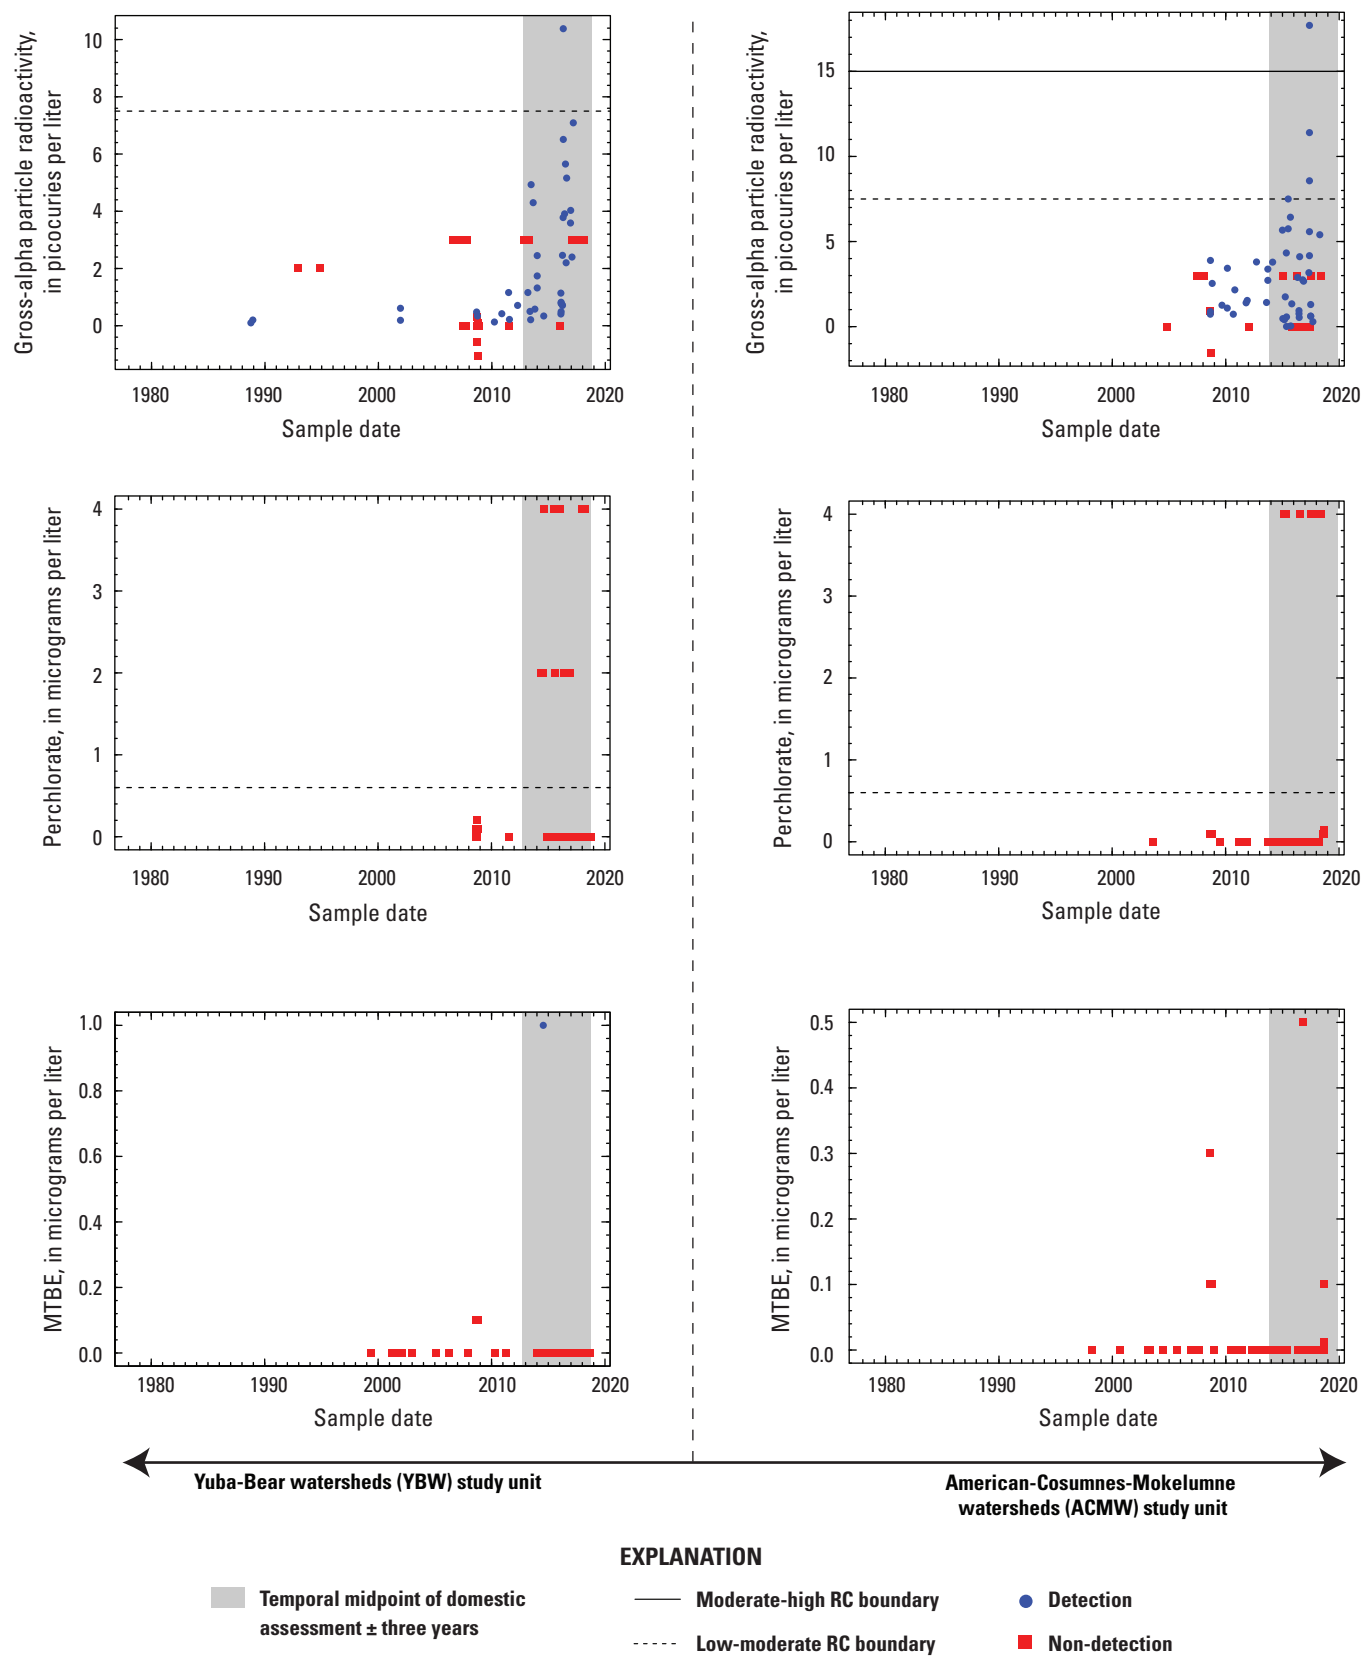 Gross-alpha particle radioactivity,
in picocuries per liter
10
8
6
4
2
0
1980 1990 2000 2010 2020
Sample date
Gross-alpha particle radioactivity,
in picocuries per liter
15
10
5
0
1980 1990 2000 2010 2020
Sample date
Perchlorate, in micrograms per liter
4
3
2
1
0
1980 1990 2000 2010 2020
Sample date
Perchlorate, in micrograms per liter
4
3
2
1
0
1980 1990 2000 2010 2020
Sample date
MTBE, in micrograms per liter
1.0
0.8
0.6
0.4
0.2
0.0
1980 1990 2000 2010 2020
Sample date
MTBE, in micrograms per liter
0.5
0.4
0.3
0.2
0.1
0.0
1980 1990 2000 2010 2020
Sample date
Yuba-Bear watersheds (YBW) study unit
American-Cosumnes-Mokelumne
watersheds (ACMW) study unit
EXPLANATION
Temporal midpoint of domestic
assessment ± three years
Moderate-high RC boundary
Low-moderate RC boundary
Detection
Non-detection